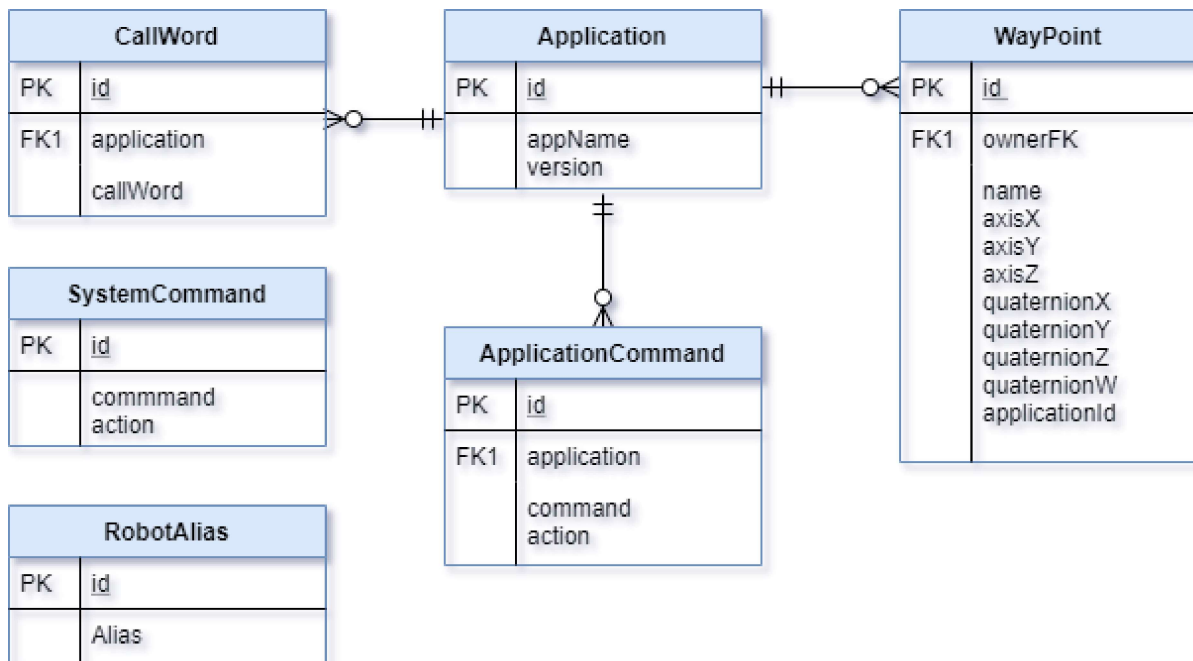 CallWord
PK id
FK1 application
callWord
Application
PK id
appName
version
WayPoint
PK id
FK1 ownerFK
name
axisX
axisY
axisZ
quaternionX
quaternionY
quaternionZ
quaternionW
applicationId
SystemCommand
PK id
commmand
action
ApplicationCommand
PK id
FK1 application
command
action
RobotAlias
PK id
Alias